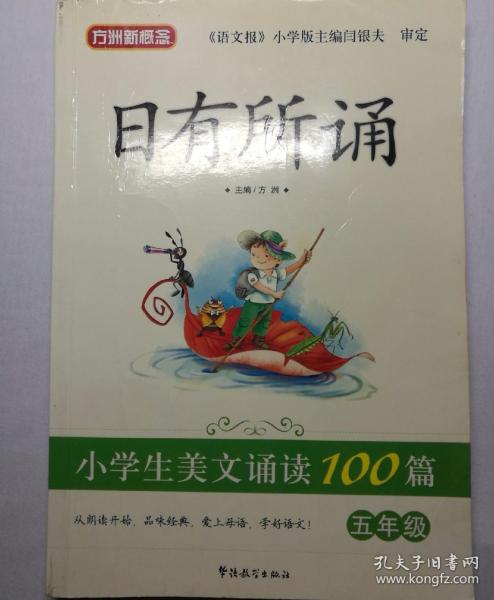 方洲新概念 《语文报》小学版主编闫银夫 审定
日有所诵
主编/方洲
小学生美文诵读100篇
从朗读开始,品味经典,爱上母语,学好语文!
五年级
华语教学出版社
孔夫子旧书网
www.kongfz.com